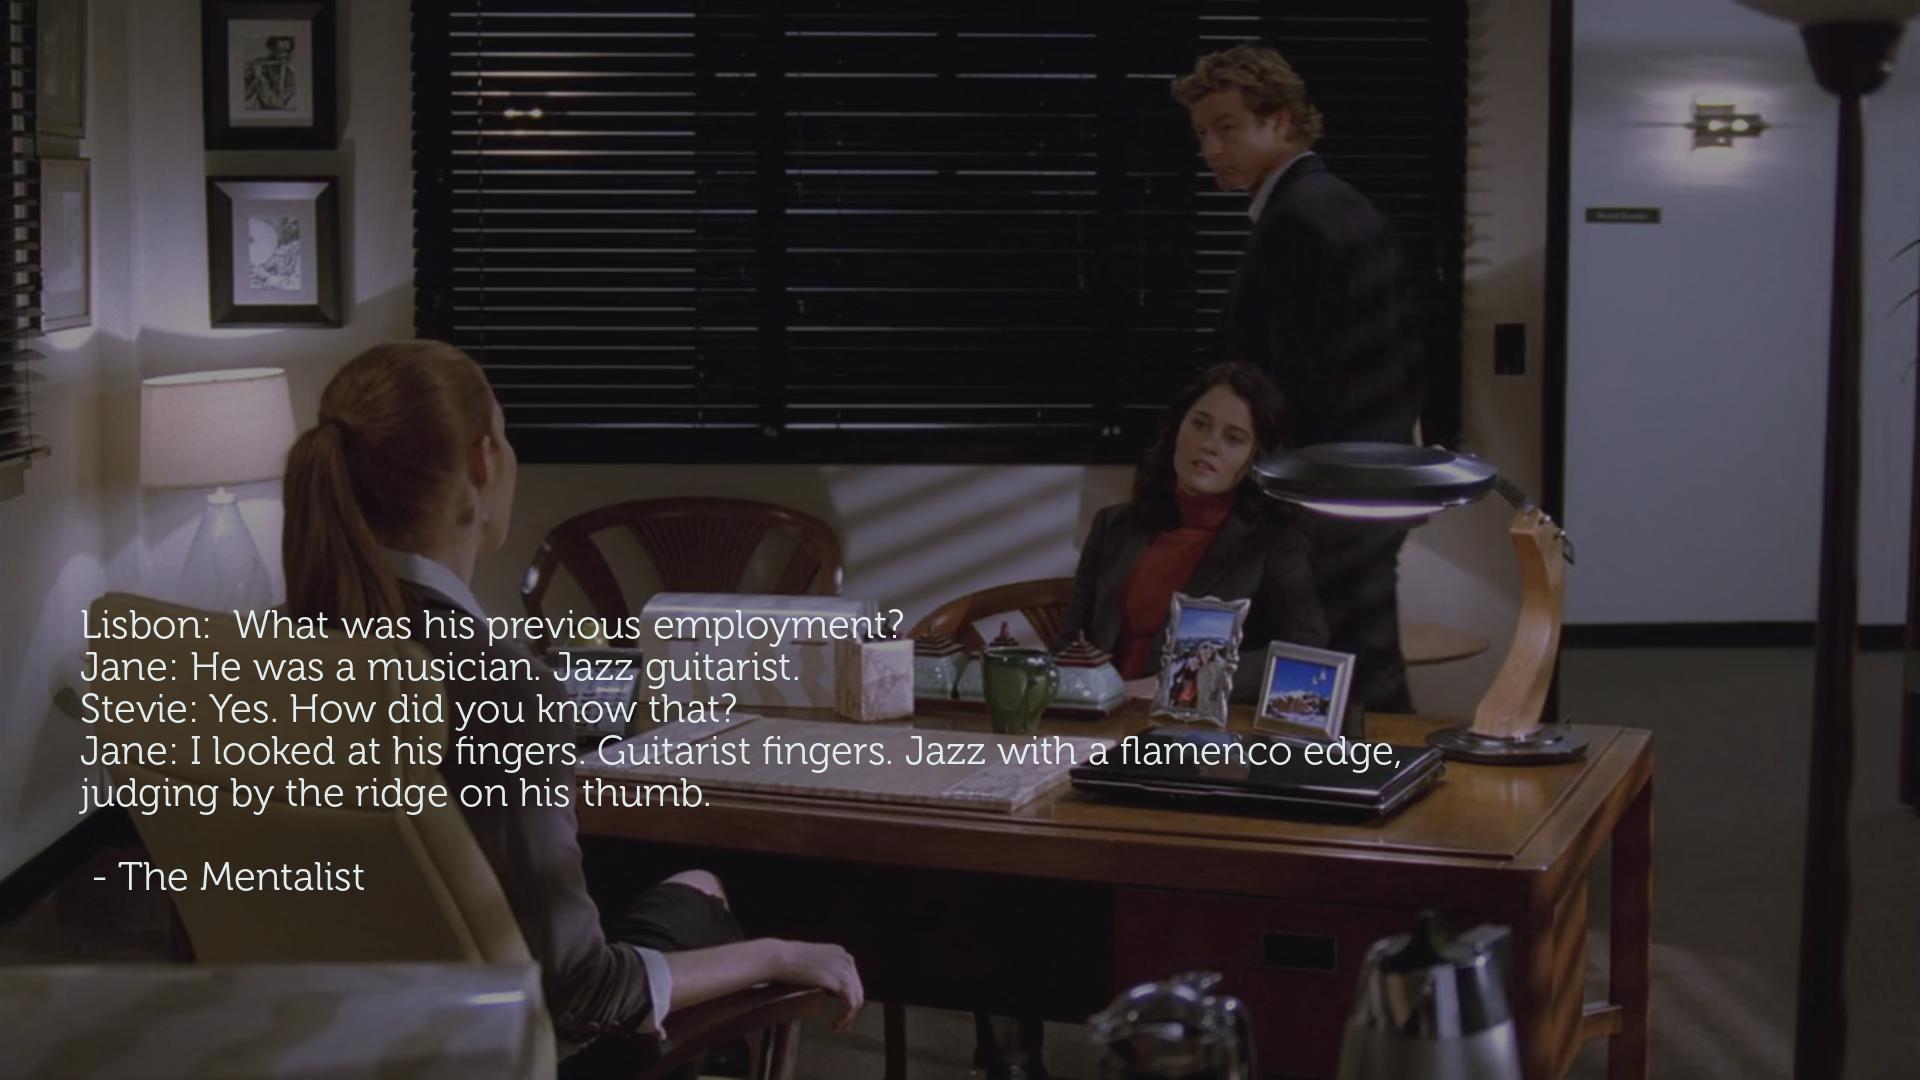 Lisbon:  What was his previous employment?
Jane: He was a musician. Jazz guitarist.
Stevie: Yes. How did you know that?
Jane: I looked at his fingers. Guitarist fingers. Jazz with a flamenco edge,
judging by the ridge on his thumb.
- The Mentalist